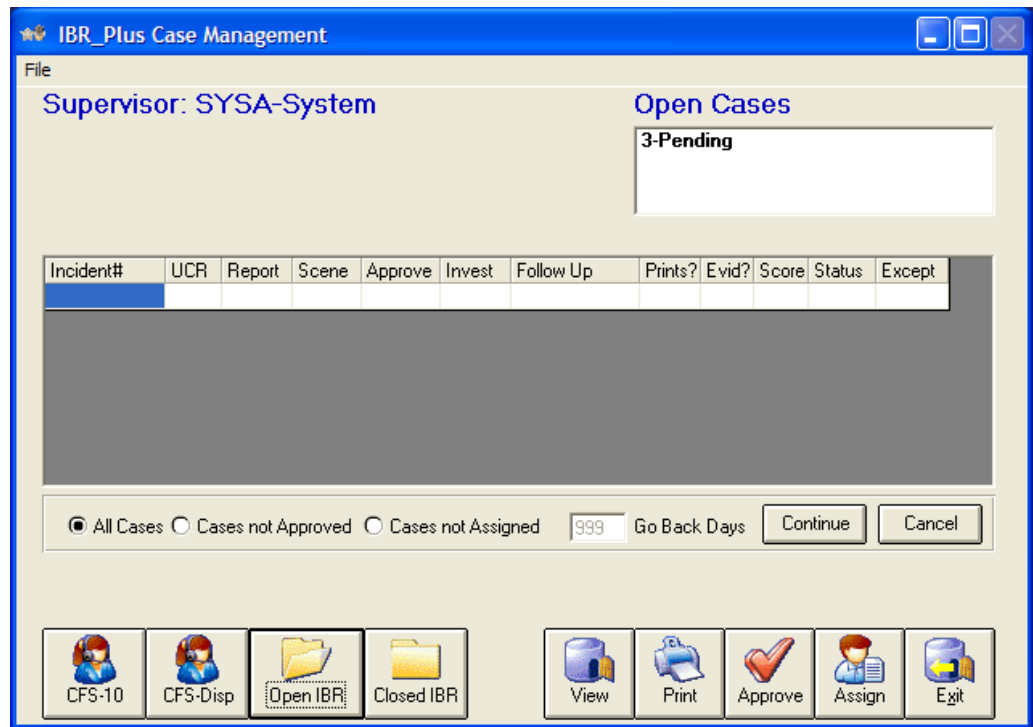 IBR_Plus Case Management
File
Supervisor: SYSA-System
Open Cases
3-Pending
Incident# UCR Report Scene Approve Invest Follow Up Prints? Evid? Score Status Except
All Cases Cases not Approved Cases not Assigned 999 Go Back Days Continue Cancel
CFS-10 CFS-Disp Open IBR Closed IBR View Print Approve Assign Exit